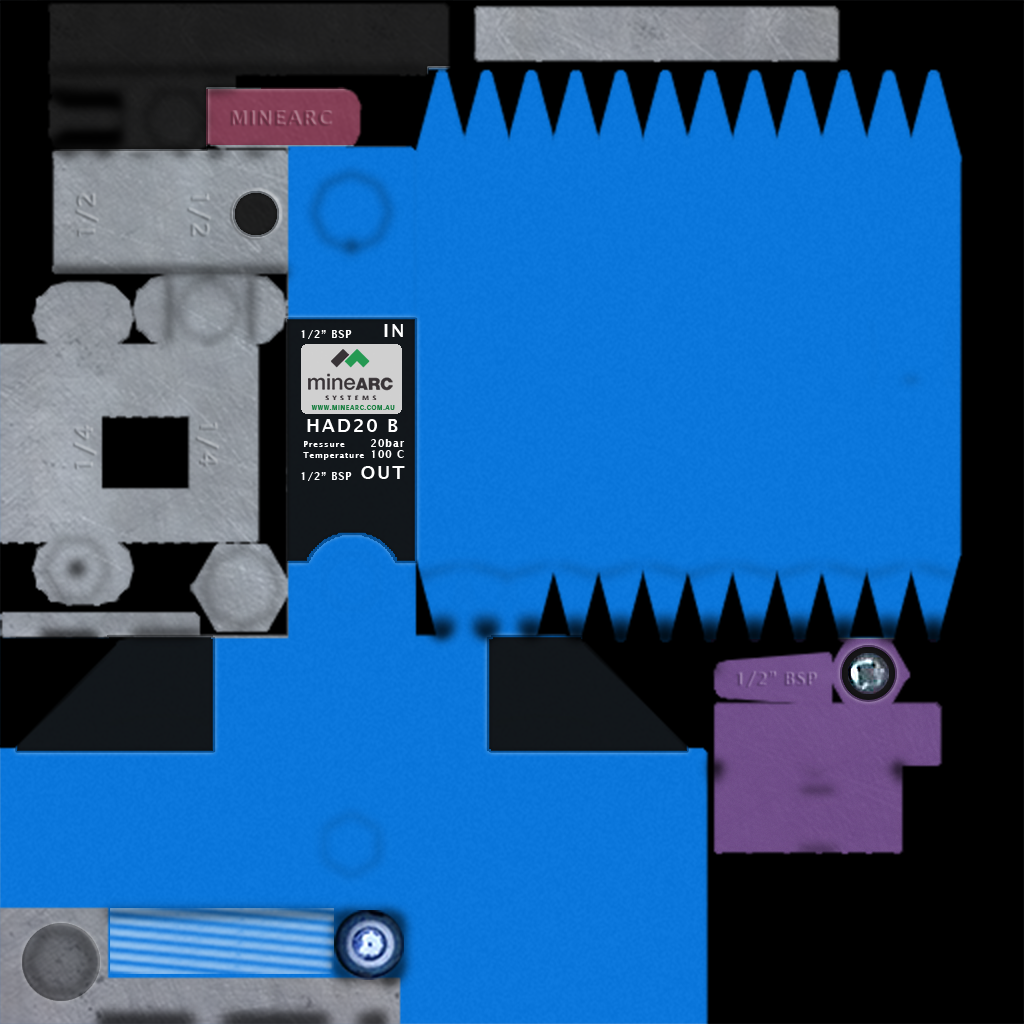 MINEARC
1/2
1/2
1/2" BSP IN
mineARC
SYSTEMS
WWW.MINEARC.COM.AU
HAD20 B
Pressure 20bar
Temperature 100 C
1/2" BSP OUT
1/4
1/4
1/2" BSP